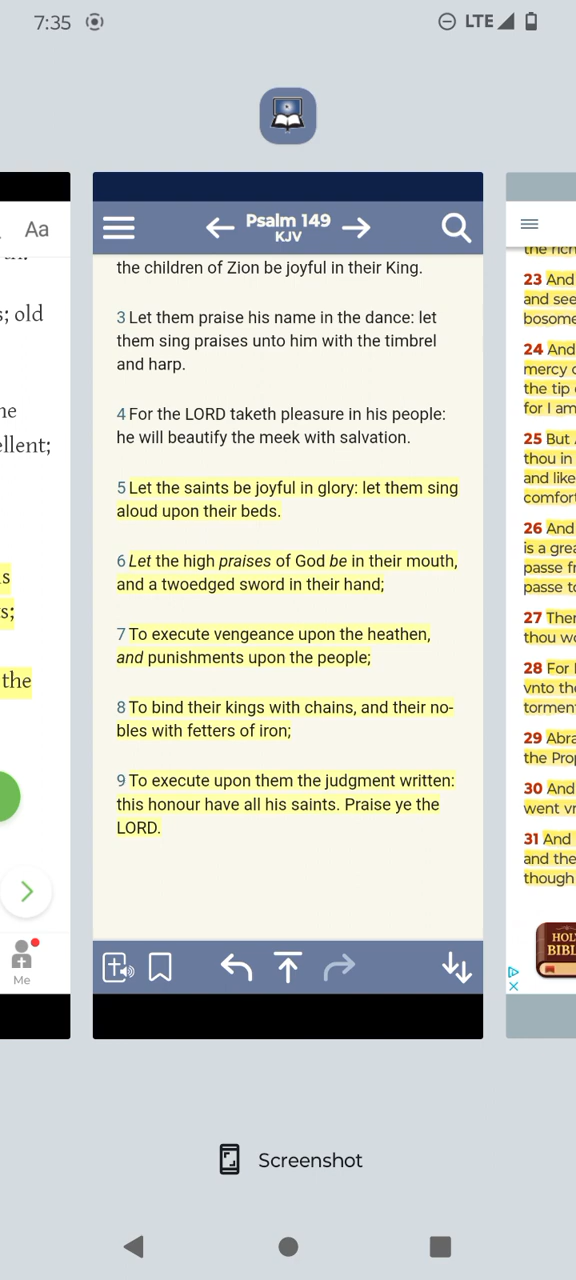 7:35
LTE
Aa
Psalm 149
KJV
; old
ellent;
s;
the
Me
the children of Zion be joyful in their King.
3 Let them praise his name in the dance: let
them sing praises unto him with the timbrel
and harp.
4 For the LORD taketh pleasure in his people:
he will beautify the meek with salvation.
5 Let the saints be joyful in glory: let them sing
aloud upon their beds.
6 Let the high praises of God be in their mouth,
and a twoedged sword in their hand;
7 To execute vengeance upon the heathen,
and punishments upon the people;
8 To bind their kings with chains, and their no-
bles with fetters of iron;
9 To execute upon them the judgment written:
this honour have all his saints. Praise ye the
LORD.
23 And
and see
bosome
24 And
mercy
the tip
for I am
25 But
thou in
and like
comfort
26 And
is a grea
passe fr
passe to
27 Then
thou wo
28 For I
vnto the
torment
29 Abra
the Prop
30 And
went vn
31 And
and the
though
HOLY
BIBL
Screenshot